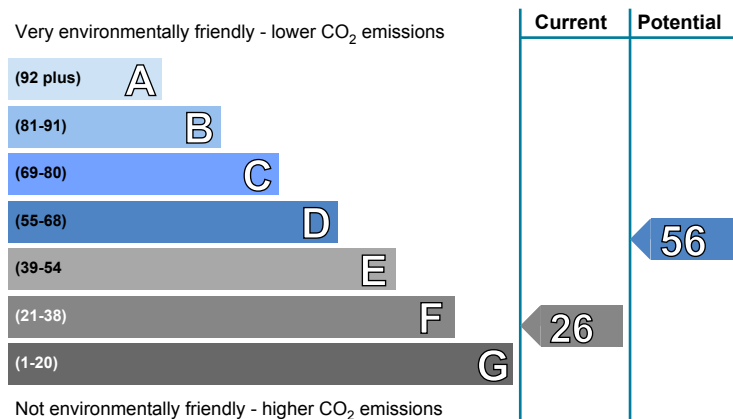 Current Potential
Very environmentally friendly - lower CO₂ emissions
(92 plus) A
(81-91) B
(69-80) C
(55-68) D
56
(39-54 E
(21-38) F
26
(1-20) G
Not environmentally friendly - higher CO₂ emissions